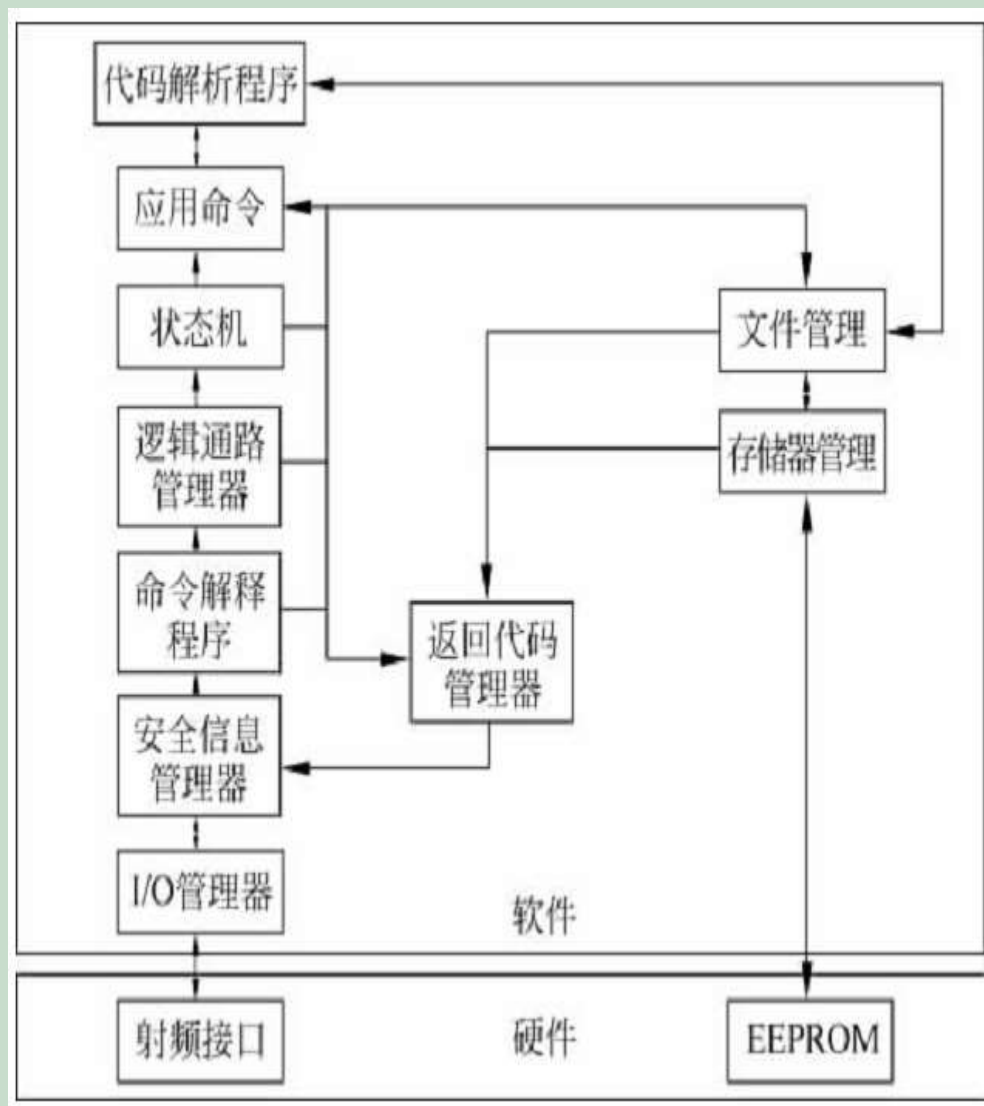 代码解析程序
应用命令
状态机
文件管理
逻辑通路
管理器
存储器管理
命令解释
程序
返回代码
管理器
安全信息
管理器
I/O管理器
软件
射频接口
硬件
EEPROM